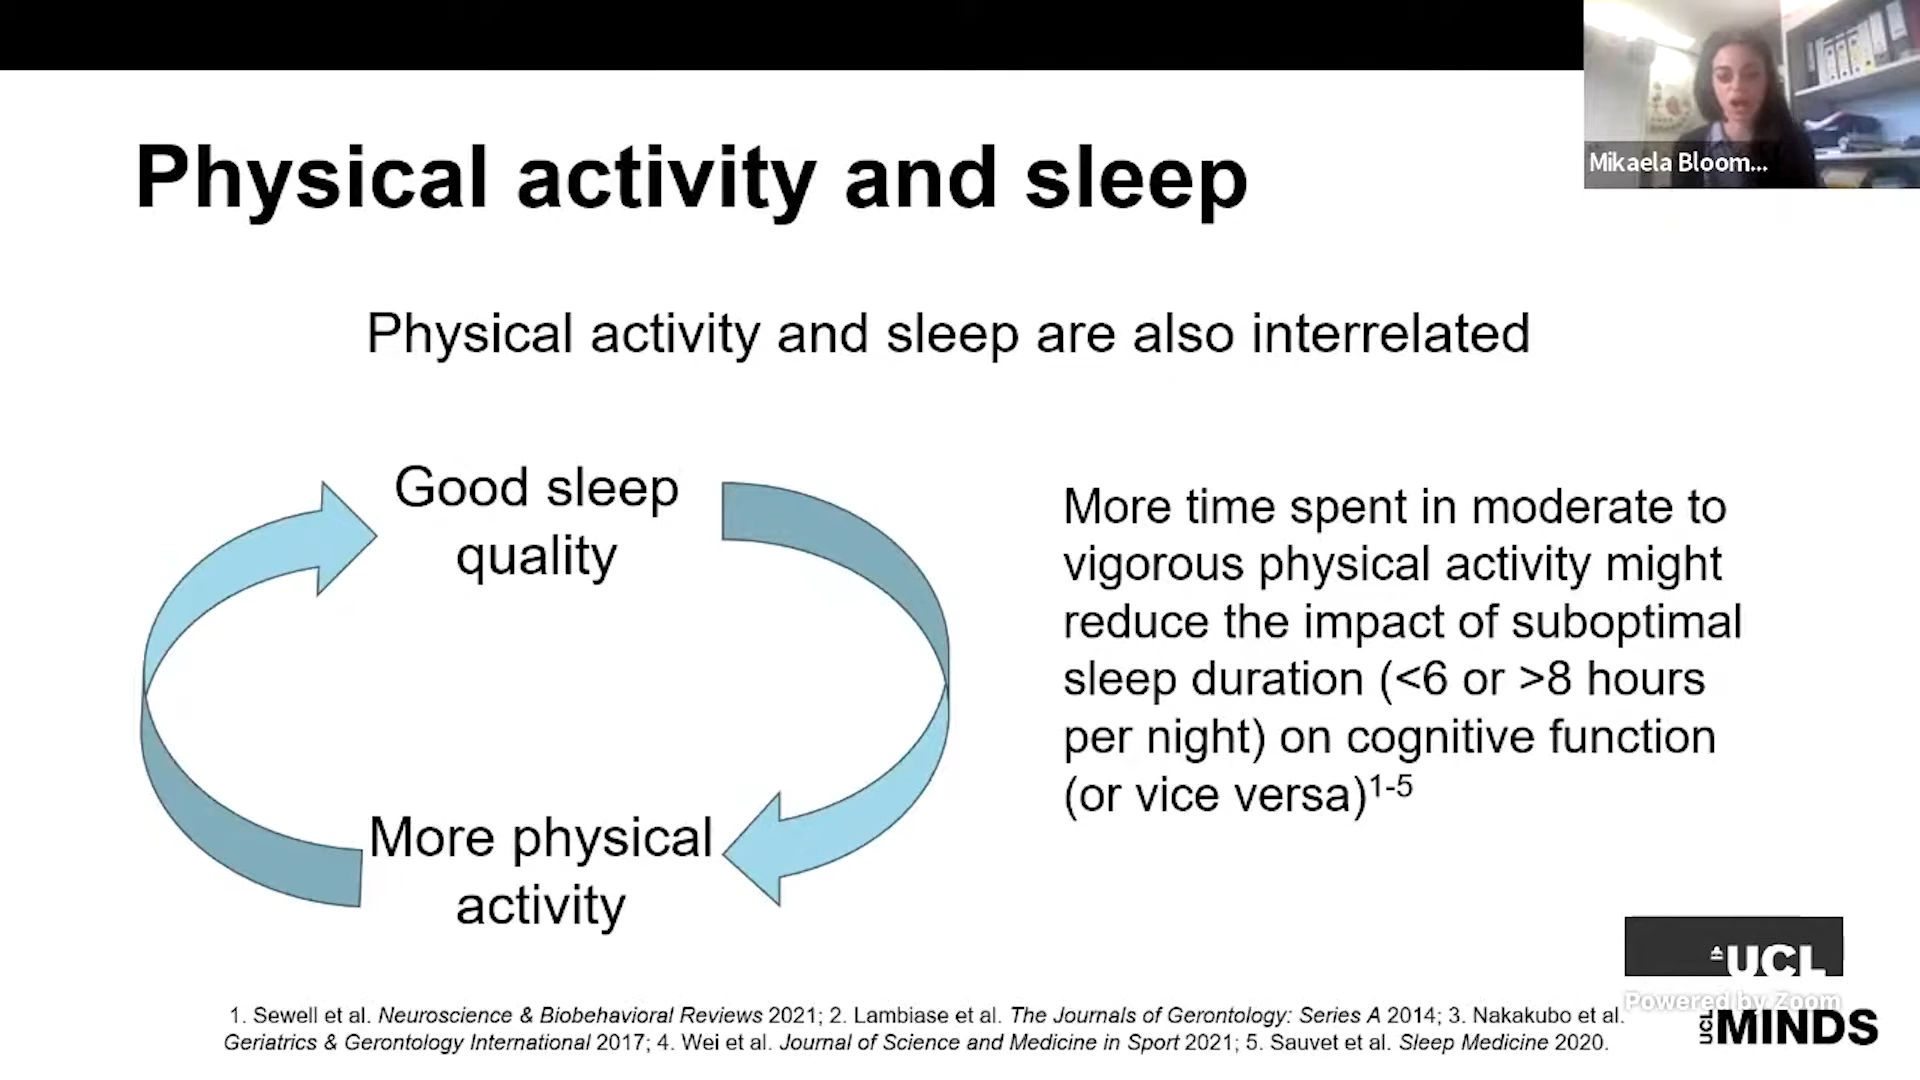 Mikaela Bloom...
Physical activity and sleep
Physical activity and sleep are also interrelated
Good sleep
quality
More physical
activity
More time spent in moderate to
vigorous physical activity might
reduce the impact of suboptimal
sleep duration (<6 or >8 hours
per night) on cognitive function
(or vice versa)1-5
1. Sewell et al. Neuroscience & Biobehavioral Reviews 2021; 2. Lambiase et al. The Journals of Gerontology: Series A 2014; 3. Nakakubo et al.
Geriatrics & Gerontology International 2017; 4. Wei et al. Journal of Science and Medicine in Sport 2021; 5. Sauvet et al. Sleep Medicine 2020.
UCL
Powered by Zoom
UCL MINDS